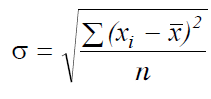 σ = √(∑(xᵢ − x̅)² / n)